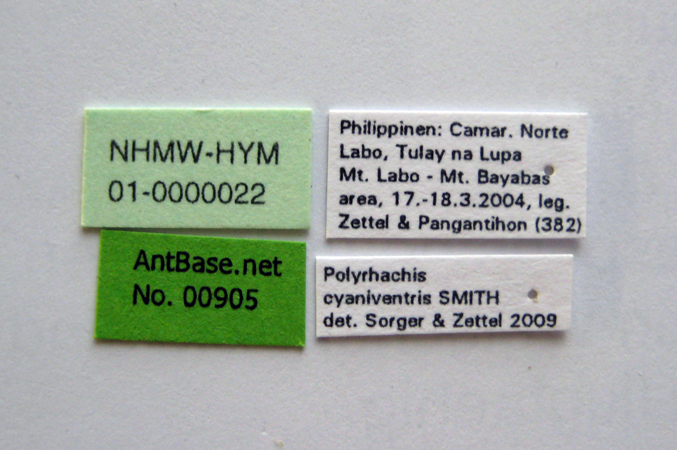 NHMW-HYM
01-0000022
Philippinen: Camar. Norte
Labo, Tulay na Lupa
Mt. Labo - Mt. Bayabas
area, 17.-18.3.2004, leg.
Zettel & Pangantihon (382)
AntBase.net
No. 00905
Polyrhachis
cyaniventris SMITH
det. Sorger & Zettel 2009